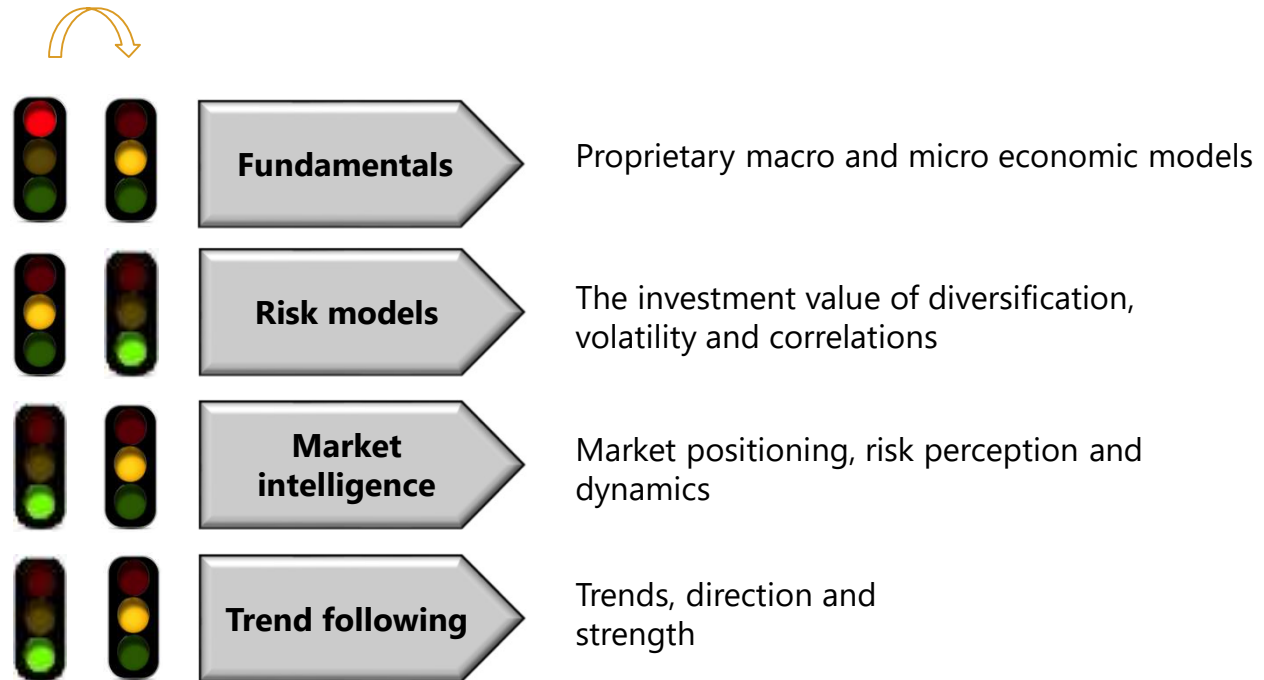 Fundamentals
Proprietary macro and micro economic models
Risk models
The investment value of diversification,
volatility and correlations
Market
intelligence
Market positioning, risk perception and
dynamics
Trend following
Trends, direction and
strength